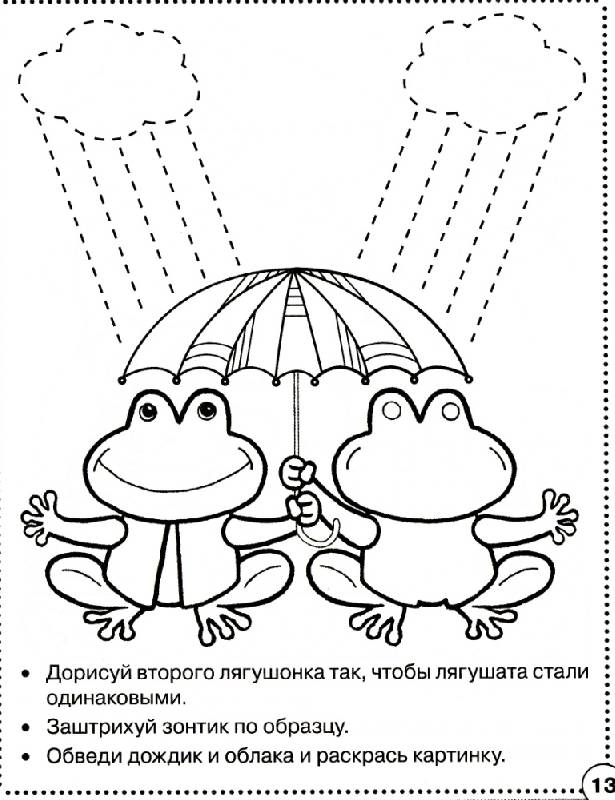 • Дорисуй второго лягушонка так, чтобы лягушата стали
одинаковыми.
• Заштрихуй зонтик по образцу.
• Обведи дождик и облака и раскрась картинку.
13